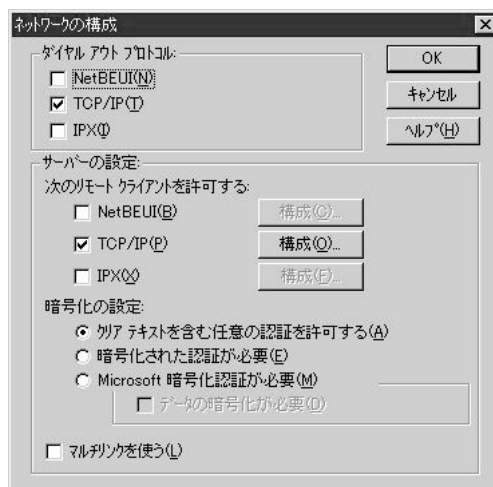 ネットワークの構成
ダイヤル アウト プロトコル:
NetBEUI(N)
TCP/IP(T)
IPX(I)
OK
キャンセル
ヘルプ(H)
サーバーの設定:
次のリモート クライアントを許可する:
NetBEUI(B) 構成(C)...
TCP/IP(P) 構成(O)...
IPX(X) 構成(F)...
暗号化の設定:
クリア テキストを含む任意の認証を許可する(A)
暗号化された認証が必要(E)
Microsoft 暗号化認証が必要(M)
データの暗号化が必要(D)
マルチリンクを使う(L)